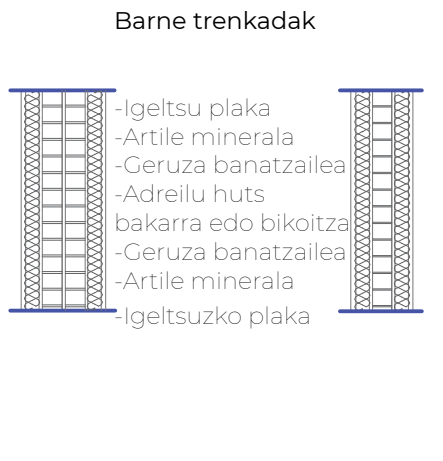 Barne trenkadak
-Igeltsu plaka
-Artile minerala
-Geruza banatzailea
-Adreilu huts
bakarra edo bikoitza
-Geruza banatzailea
-Artile minerala
-Igeltsuzko plaka